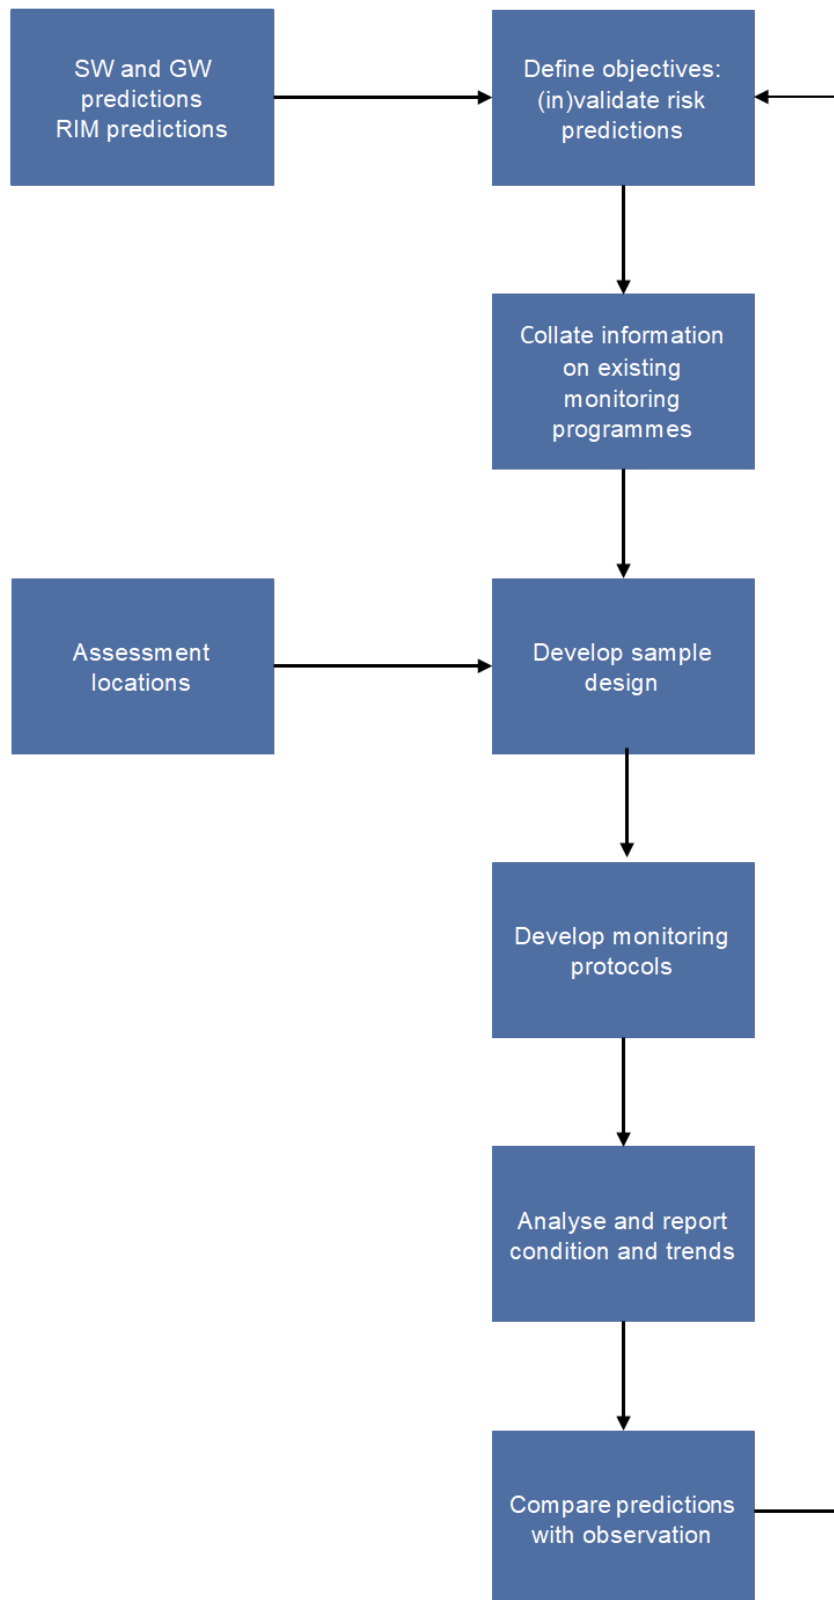 SW and GW
predictions
RIM predictions
Define objectives:
(in)validate risk
predictions
Collate information
on existing
monitoring
programmes
Assessment
locations
Develop sample
design
Develop monitoring
protocols
Analyse and report
condition and trends
Compare predictions
with observation